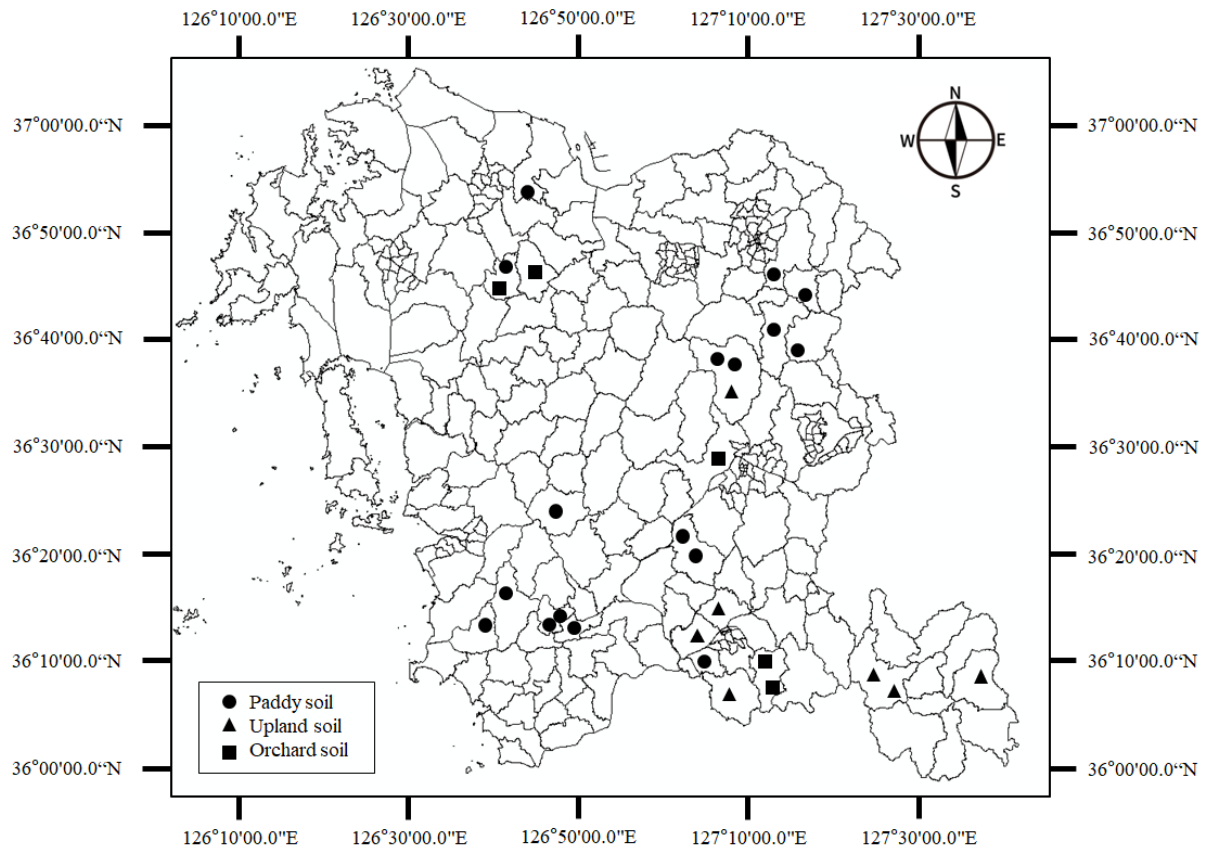 126°10'00.0"E 126°30'00.0"E 126°50'00.0"E 127°10'00.0"E 127°30'00.0"E
N
W E
S
37°00'00.0“N 37°00'00.0“N
36°50'00.0“N 36°50'00.0“N
36°40'00.0“N 36°40'00.0“N
36°30'00.0“N 36°30'00.0“N
36°20'00.0“N 36°20'00.0“N
36°10'00.0“N 36°10'00.0“N
Paddy soil
Upland soil
Orchard soil
36°00'00.0“N 36°00'00.0“N
126°10'00.0"E 126°30'00.0"E 126°50'00.0"E 127°10'00.0"E 127°30'00.0"E